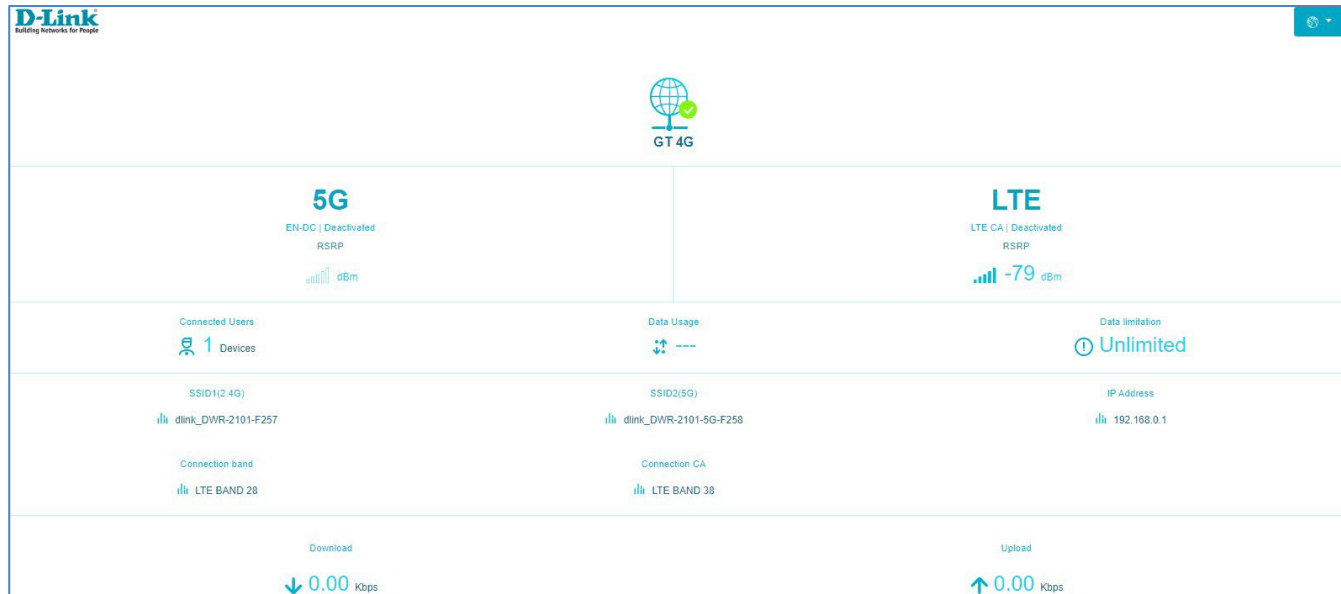 D-Link
Building Networks for People
GT 4G
5G
EN-DC | Deactivated
RSRP
dBm
LTE
LTE CA | Deactivated
RSRP
-79 dBm
Connected Users
1 Devices
Data Usage
---
Data limitation
Unlimited
SSID1(2.4G)
dlink_DWR-2101-F257
SSID2(5G)
dlink_DWR-2101-5G-F258
IP Address
192.168.0.1
Connection band
LTE BAND 28
Connection CA
LTE BAND 38
Download
0.00 Kbps
Upload
0.00 Kbps